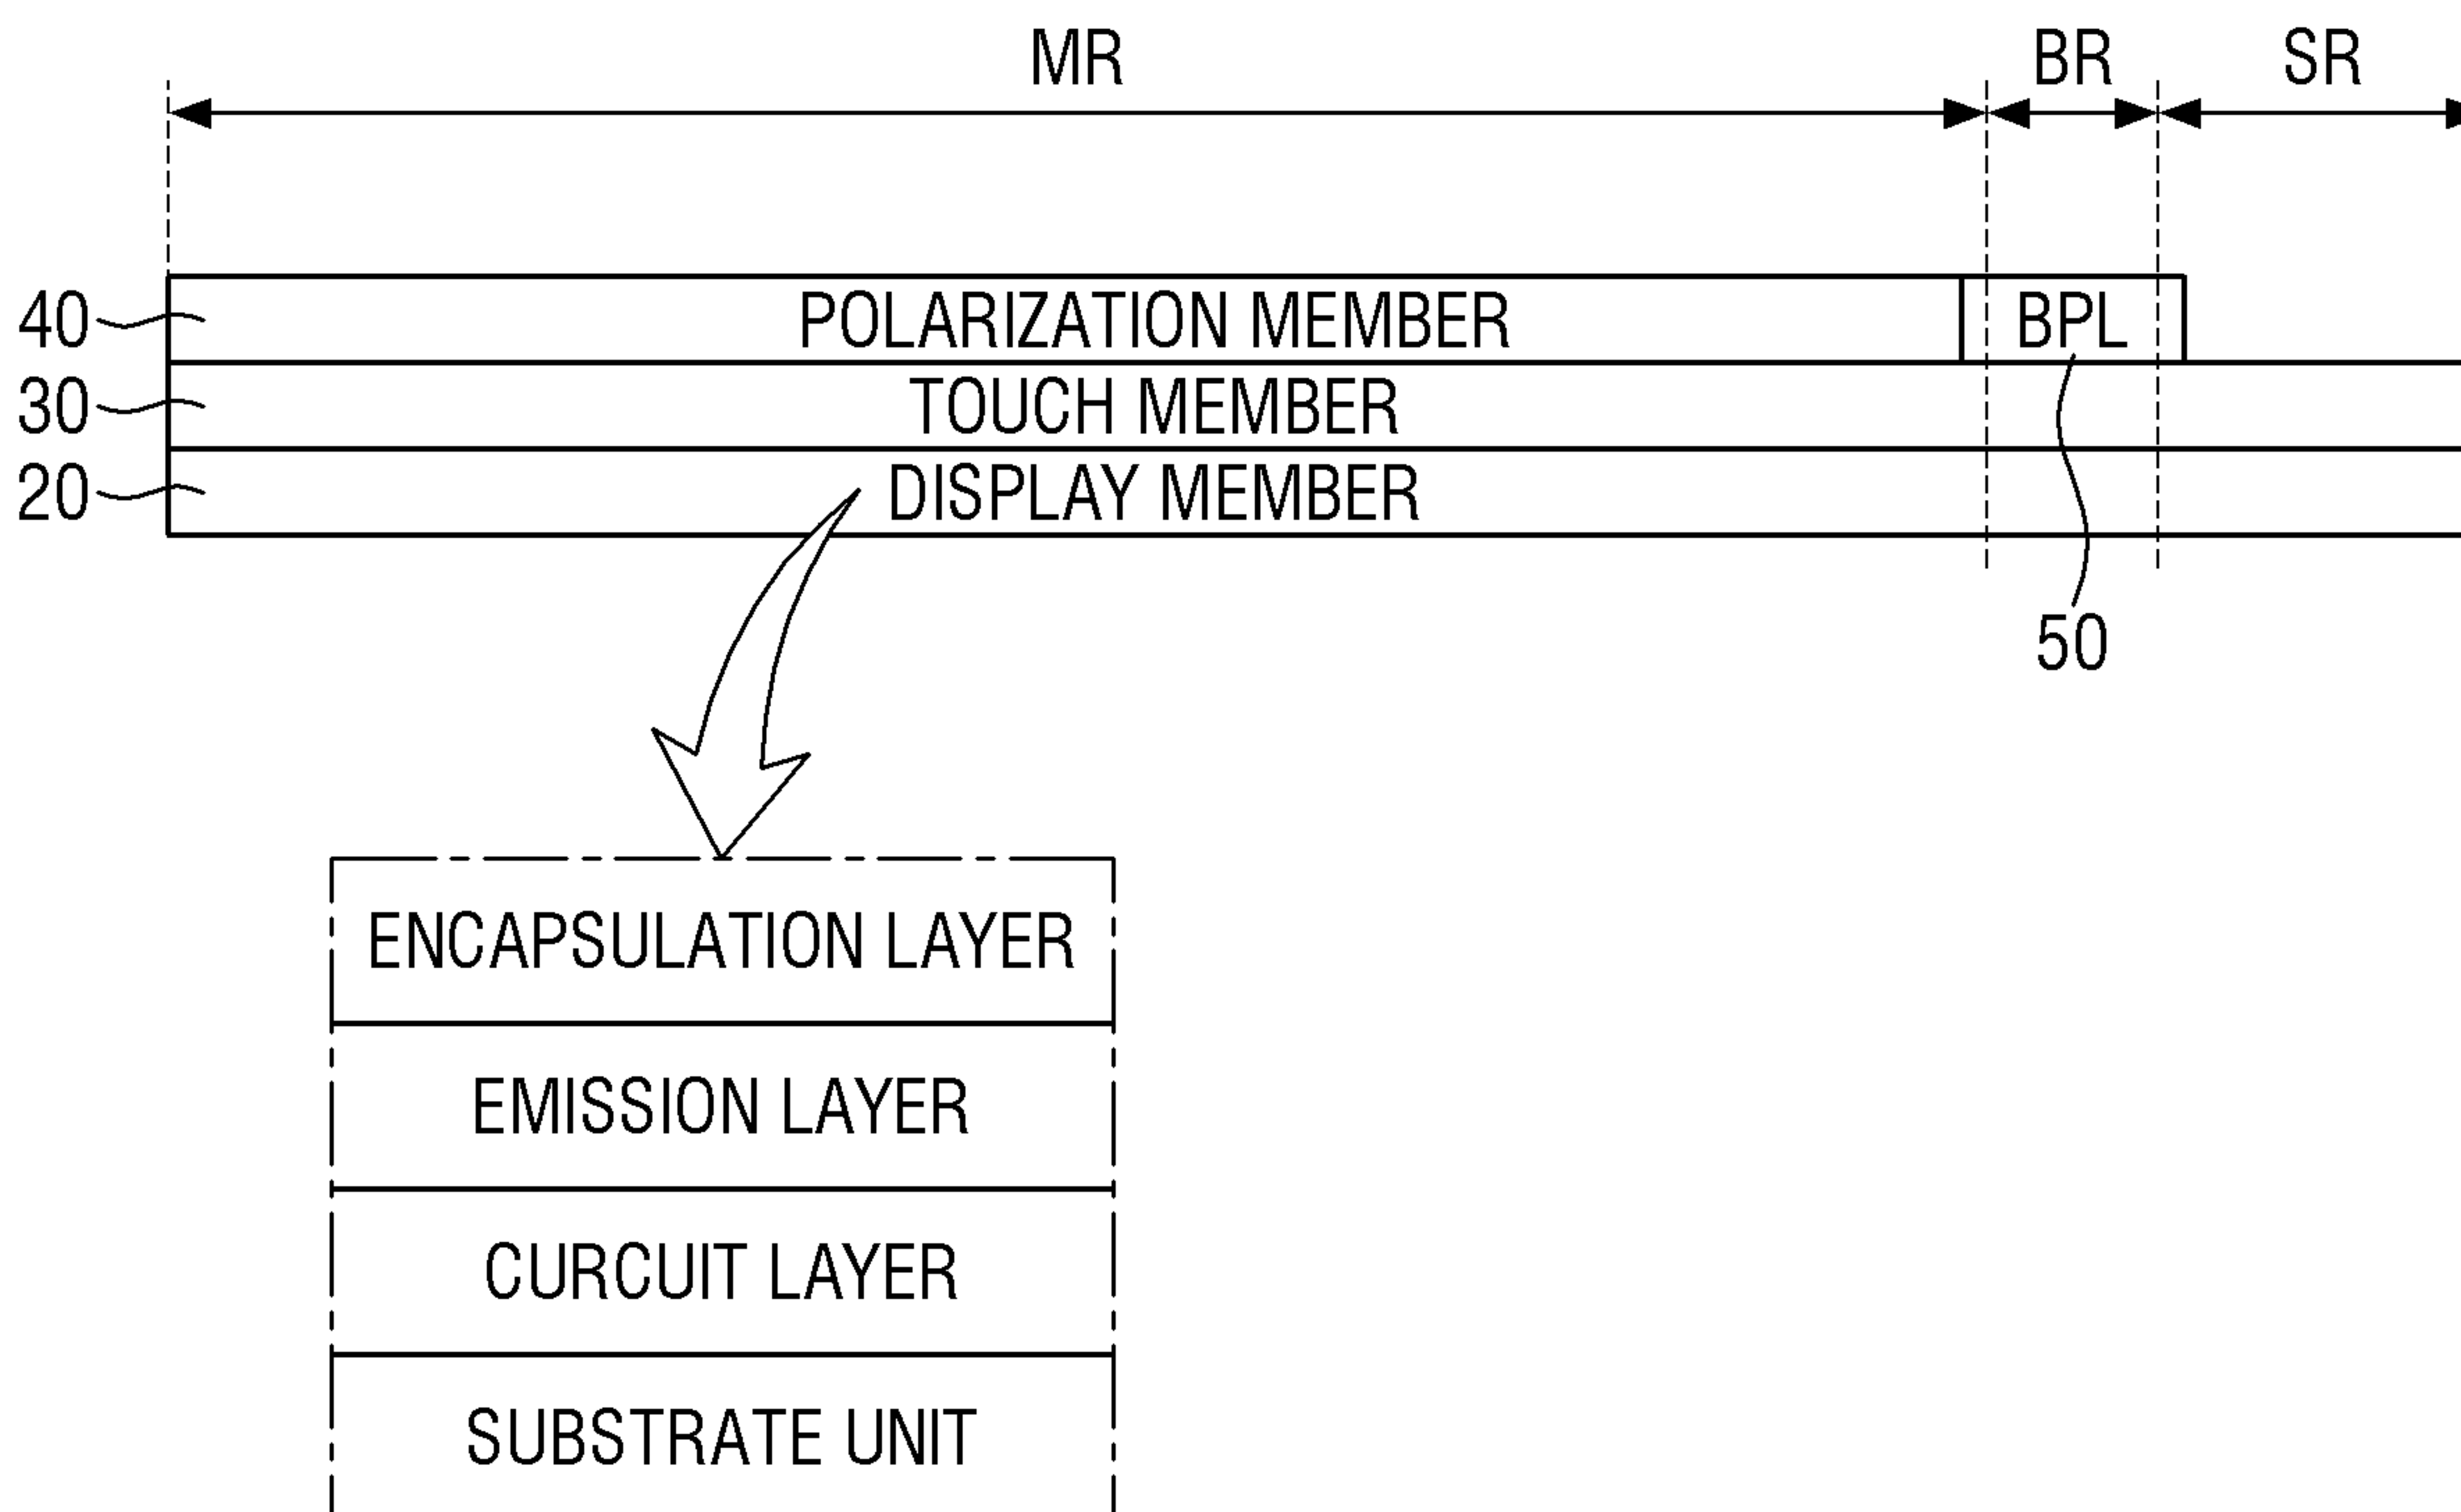 MR BR SR
40 POLARIZATION MEMBER BPL
30 TOUCH MEMBER
20 DISPLAY MEMBER
50
ENCAPSULATION LAYER
EMISSION LAYER
CURCUIT LAYER
SUBSTRATE UNIT